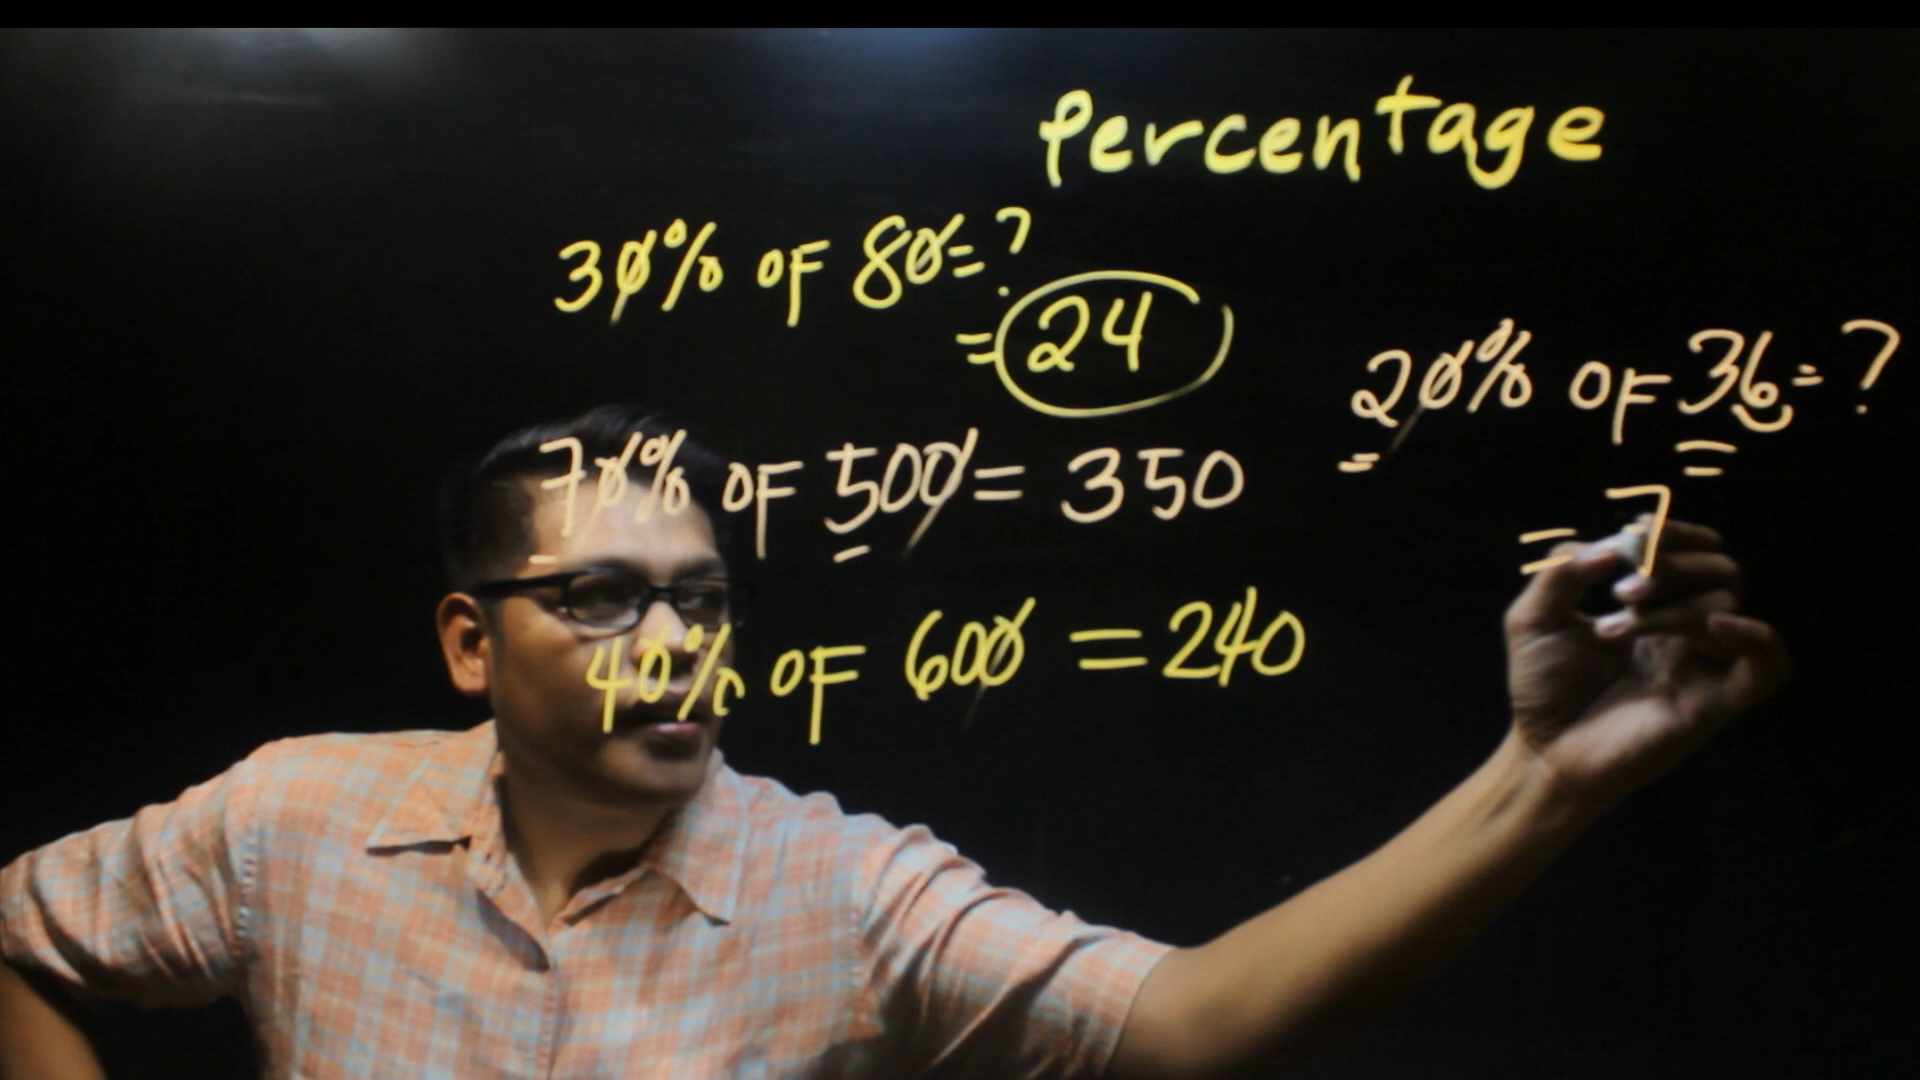 Percentage
30% OF 80=?
=24
70% OF 500= 350
40% OF 600 =240
20% OF 36=?
=7